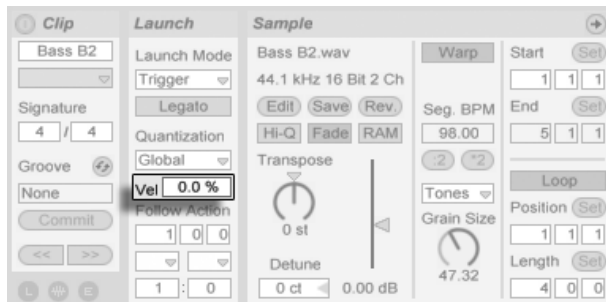 Clip
Bass B2
Signature
4 / 4
Groove
None
Commit
<< >>
L E
Launch
Launch Mode
Trigger
Legato
Quantization
Global
Vel 0.0 %
Follow Action
1 0 0
1 : 0
Sample
Bass B2.wav
44.1 kHz 16 Bit 2 Ch
Edit Save Rev.
Hi-Q Fade RAM
Transpose
0 st
Detune
0 ct 0.00 dB
Warp
Seg. BPM
98.00
:2 *2
Tones
Grain Size
47.32
Start Set
1 1 1
End Set
5 1 1
Loop
Position Set
1 1 1
Length Set
4 0 0